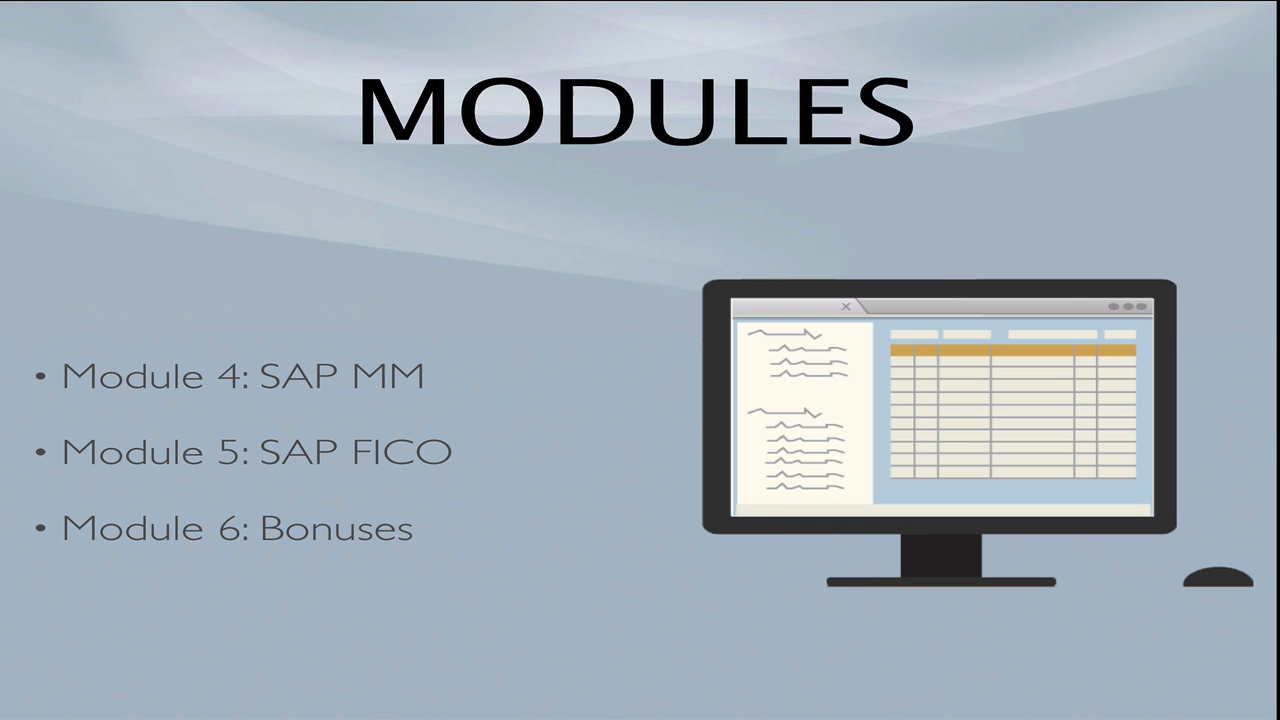 MODULES
• Module 4: SAP MM
• Module 5: SAP FICO
• Module 6: Bonuses